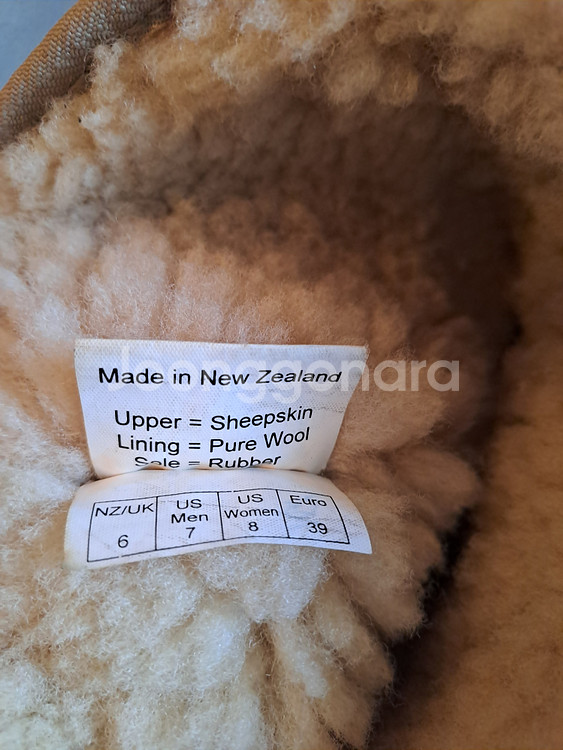 joonggonara
Made in New Zealand
Upper = Sheepskin
Lining = Pure Wool
Sole = Rubber
NZ/UK US Men US Women Euro
6 7 8 39